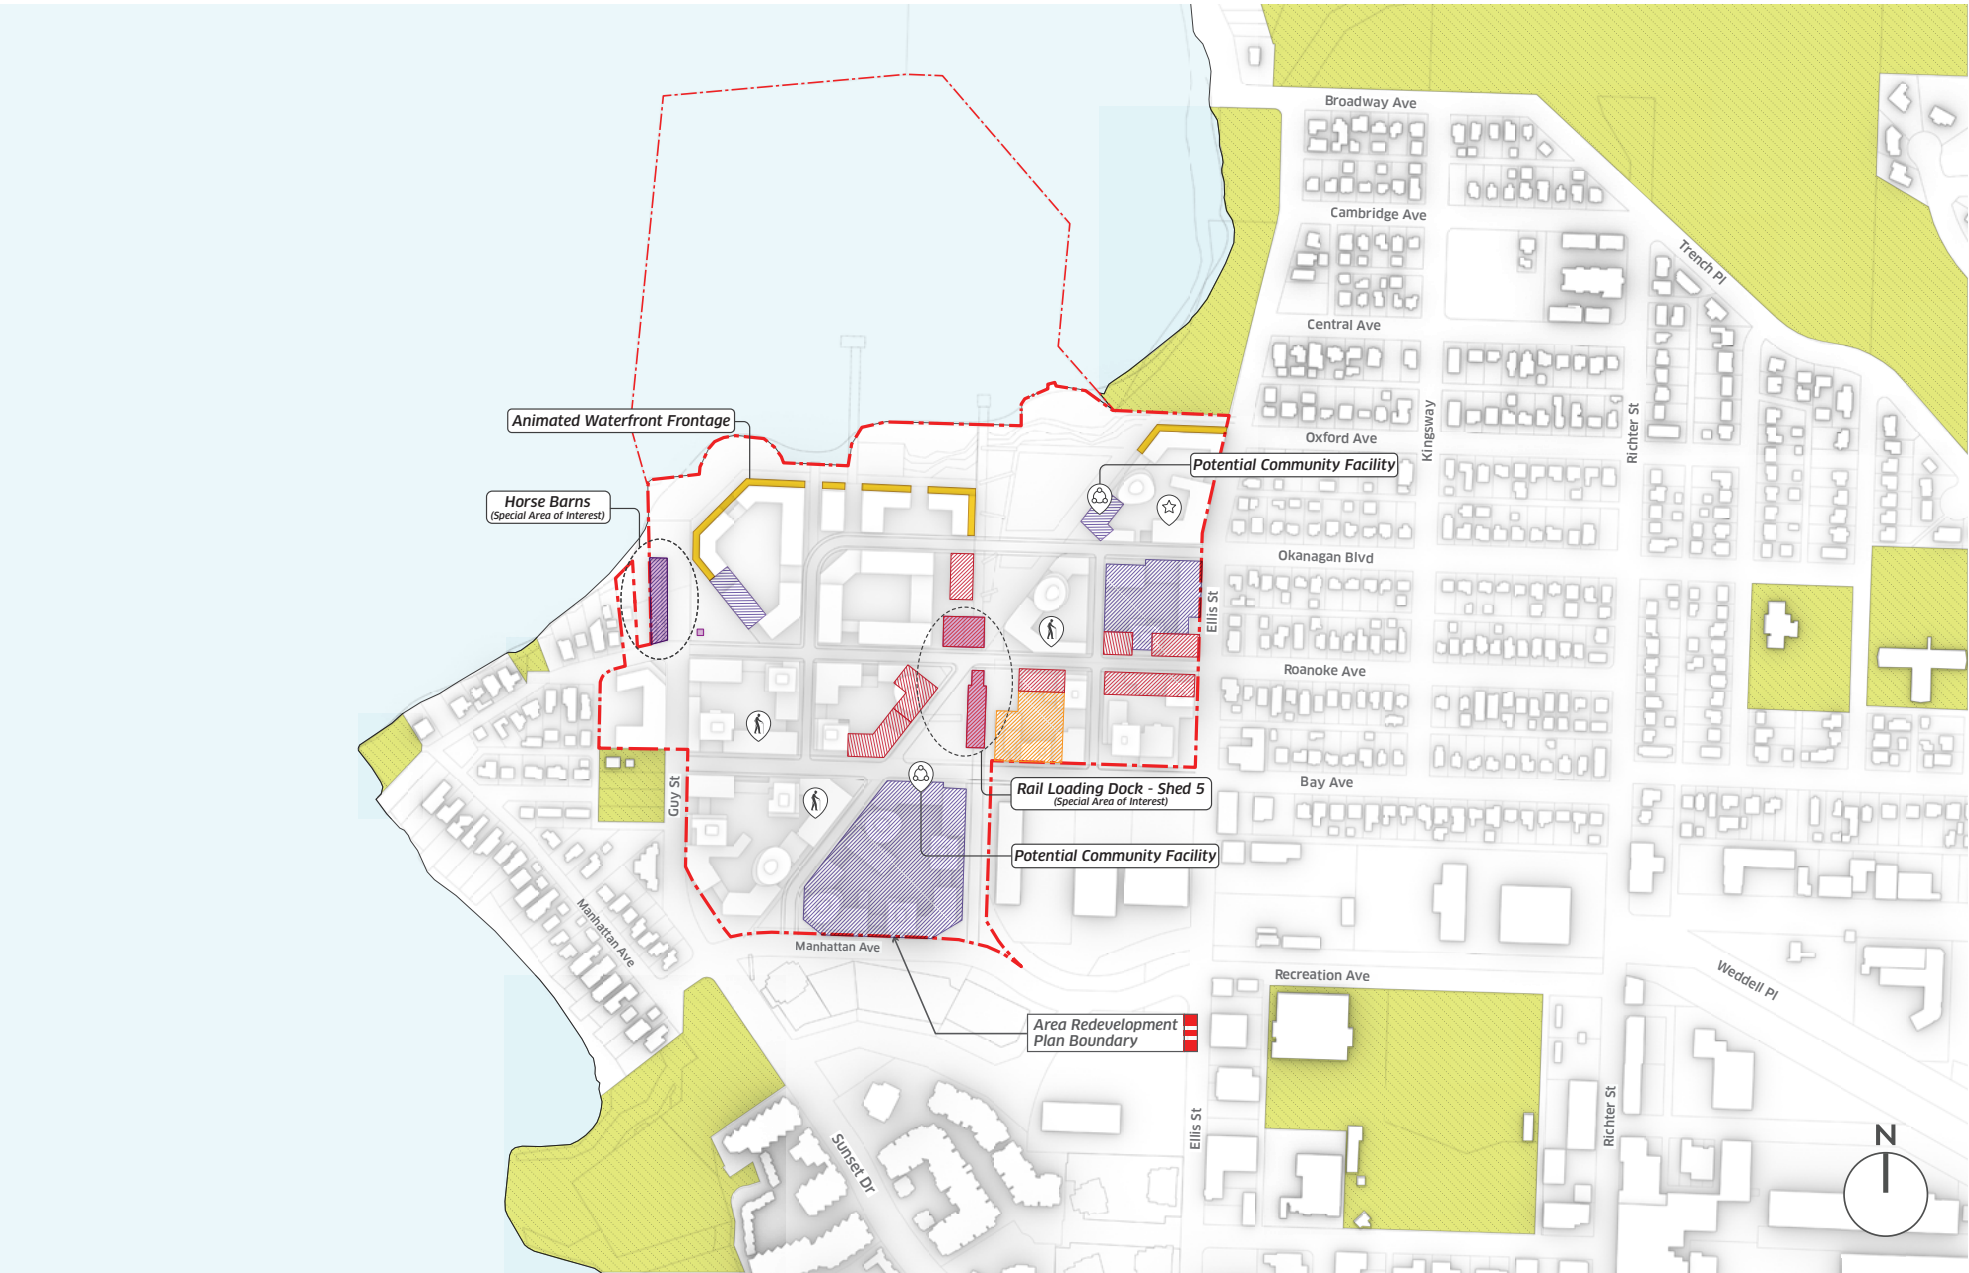 Broadway Ave
Cambridge Ave
Trench Pl
Central Ave
Animated Waterfront Frontage
Oxford Ave
Kingsway
Richter St
Potential Community Facility
Horse Barns
(Special Area of Interest)
Okanagan Blvd
Ellis St
Roanoke Ave
Guy St
Rail Loading Dock - Shed 5
(Special Area of Interest)
Bay Ave
Potential Community Facility
Manhattan Ave
Manhattan Ave
Recreation Ave
Weddell Pl
Area Redevelopment
Plan Boundary
Ellis St
Richter St
Sunset Dr
N